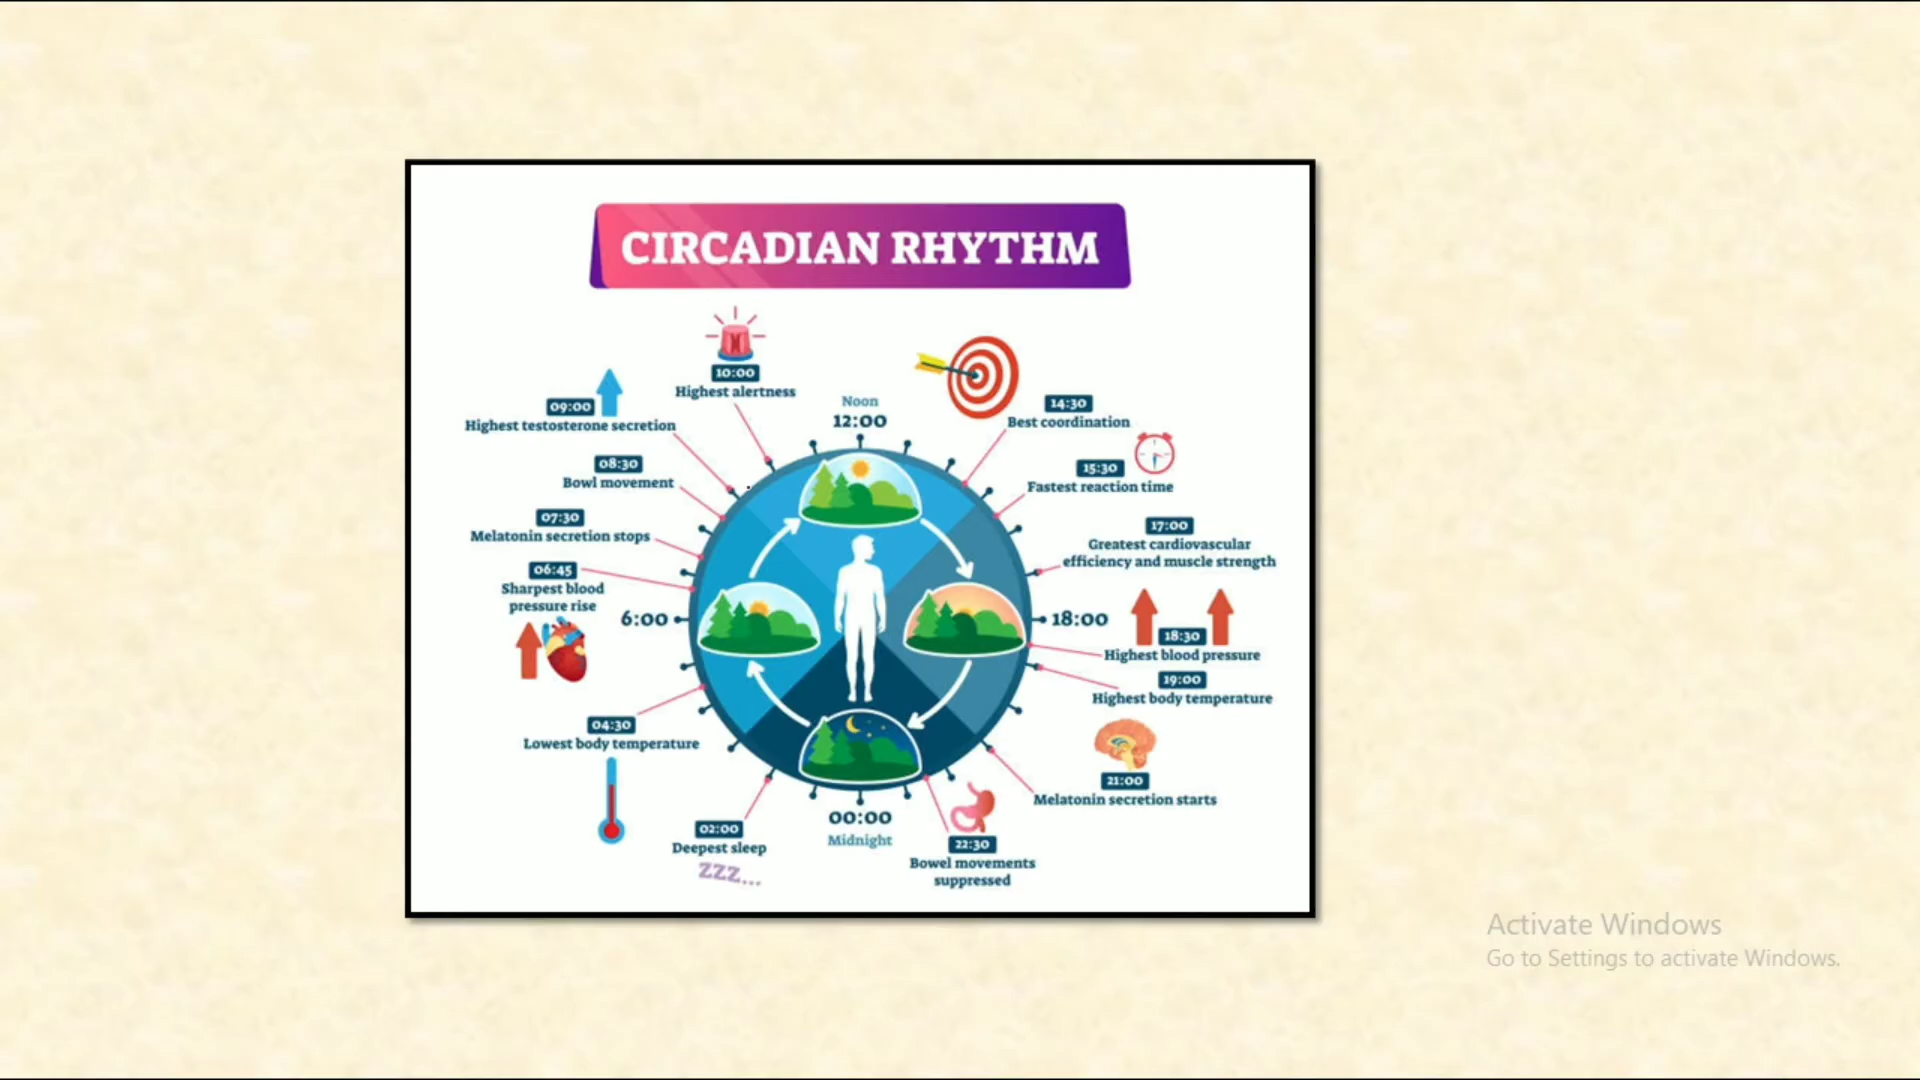 CIRCADIAN RHYTHM
10:00
Highest alertness
09:00
Highest testosterone secretion
08:30
Bowl movement
07:30
Melatonin secretion stops
06:45
Sharpest blood
pressure rise
6:00
04:30
Lowest body temperature
02:00
Deepest sleep
ZZZ...
Noon
12:00
14:30
Best coordination
15:30
Fastest reaction time
17:00
Greatest cardiovascular
efficiency and muscle strength
18:00
18:30
Highest blood pressure
19:00
Highest body temperature
21:00
Melatonin secretion starts
22:30
Bowel movements
suppressed
00:00
Midnight
Activate Windows
Go to Settings to activate Windows.